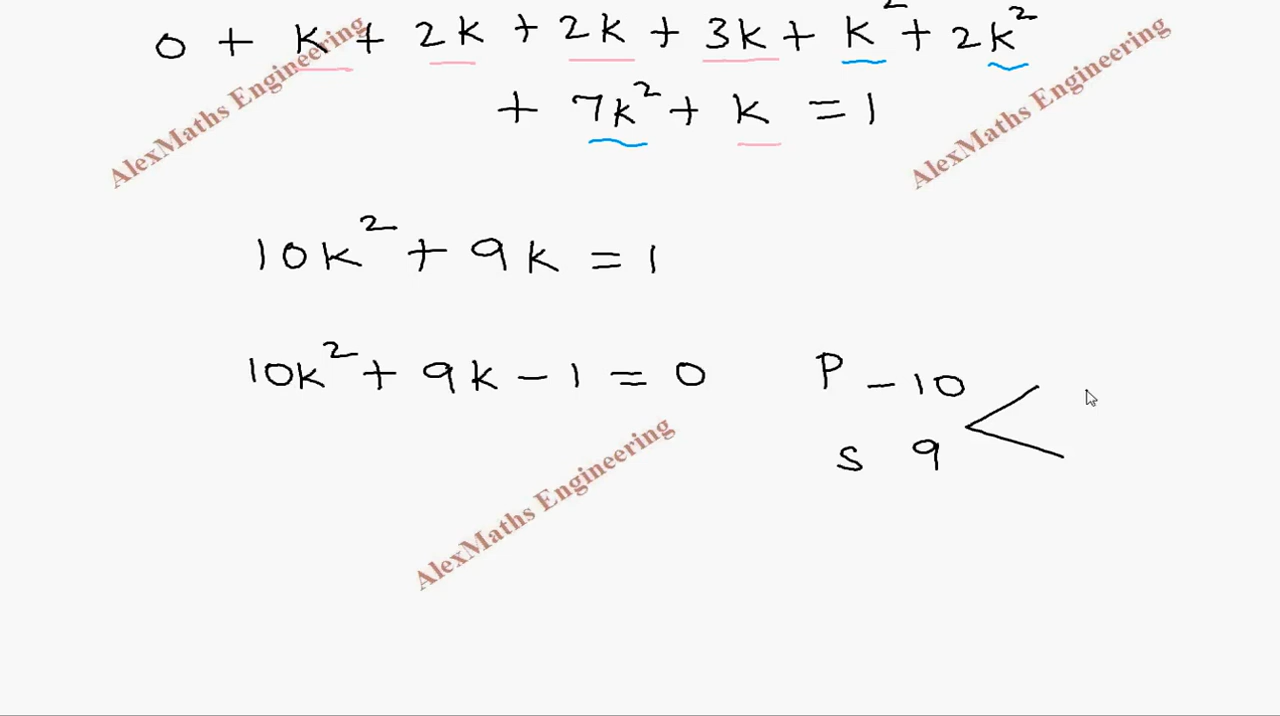 0 + k + 2k + 2k + 3k + k² + 2k²
+ 7k² + k = 1
AlexMaths Engineering
AlexMaths Engineering
10k² + 9k = 1
10k² + 9k - 1 = 0
P -10
S 9
AlexMaths Engineering